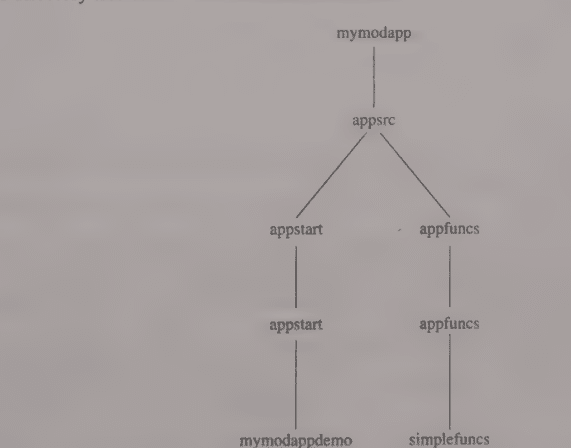 mymodapp
appsrc
appstart appfuncs
appstart appfuncs
mymodappdemo simplefuncs